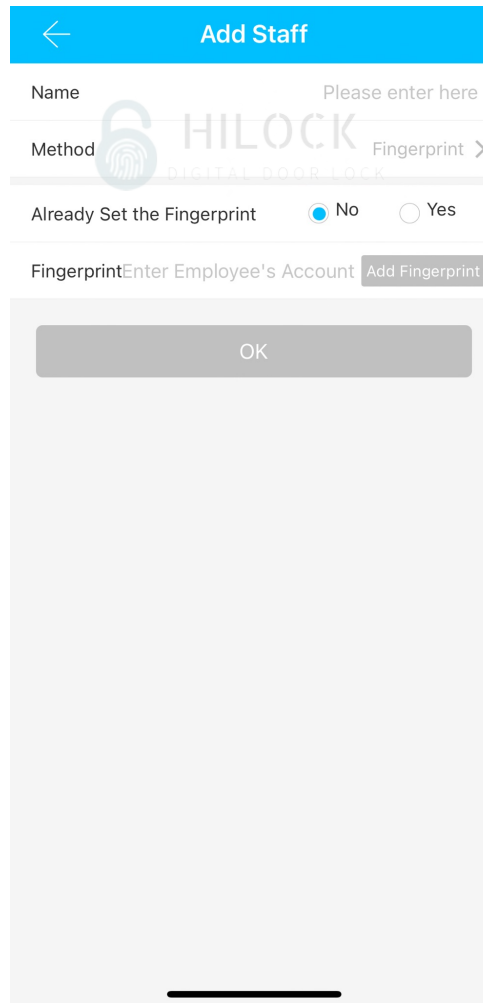 Add Staff
Name Please enter here
HILOCK
Method Fingerprint
DIGITAL DOOR LOCK
Already Set the Fingerprint No Yes
Fingerprint Enter Employee's Account Add Fingerprint
OK